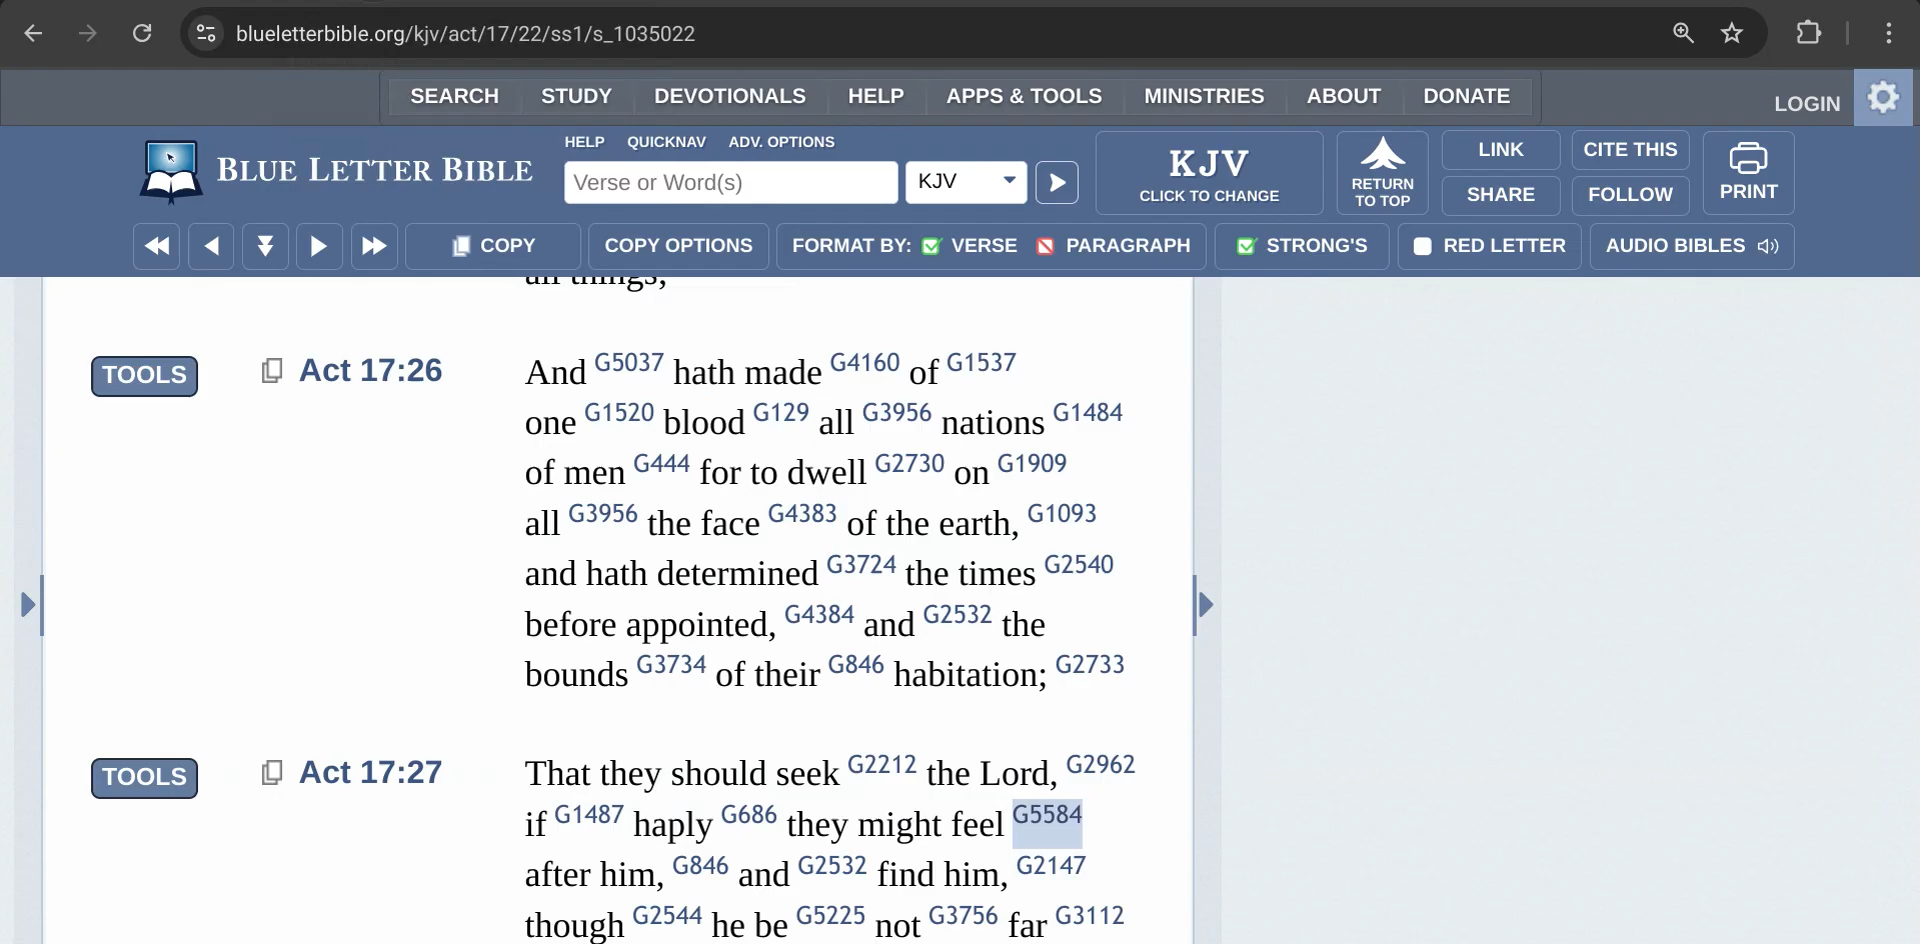 blueletterbible.org/kjv/act/17/22/ss1/s_1035022
SEARCH STUDY DEVOTIONALS HELP APPS & TOOLS MINISTRIES ABOUT DONATE
LOGIN
BLUE LETTER BIBLE
HELP QUICKNAV ADV. OPTIONS
Verse or Word(s)
KJV
KJV
CLICK TO CHANGE
RETURN
TO TOP
LINK
CITE THIS
SHARE
FOLLOW
PRINT
COPY
COPY OPTIONS
FORMAT BY: VERSE PARAGRAPH
STRONG'S
RED LETTER
AUDIO BIBLES
all things;
TOOLS
Act 17:26
And G5037 hath made G4160 of G1537
one G1520 blood G129 all G3956 nations G1484
of men G444 for to dwell G2730 on G1909
all G3956 the face G4383 of the earth, G1093
and hath determined G3724 the times G2540
before appointed, G4384 and G2532 the
bounds G3734 of their G846 habitation; G2733
TOOLS
Act 17:27
That they should seek G2212 the Lord, G2962
if G1487 haply G686 they might feel G5584
after him, G846 and G2532 find him, G2147
though G2544 he be G5225 not G3756 far G3112